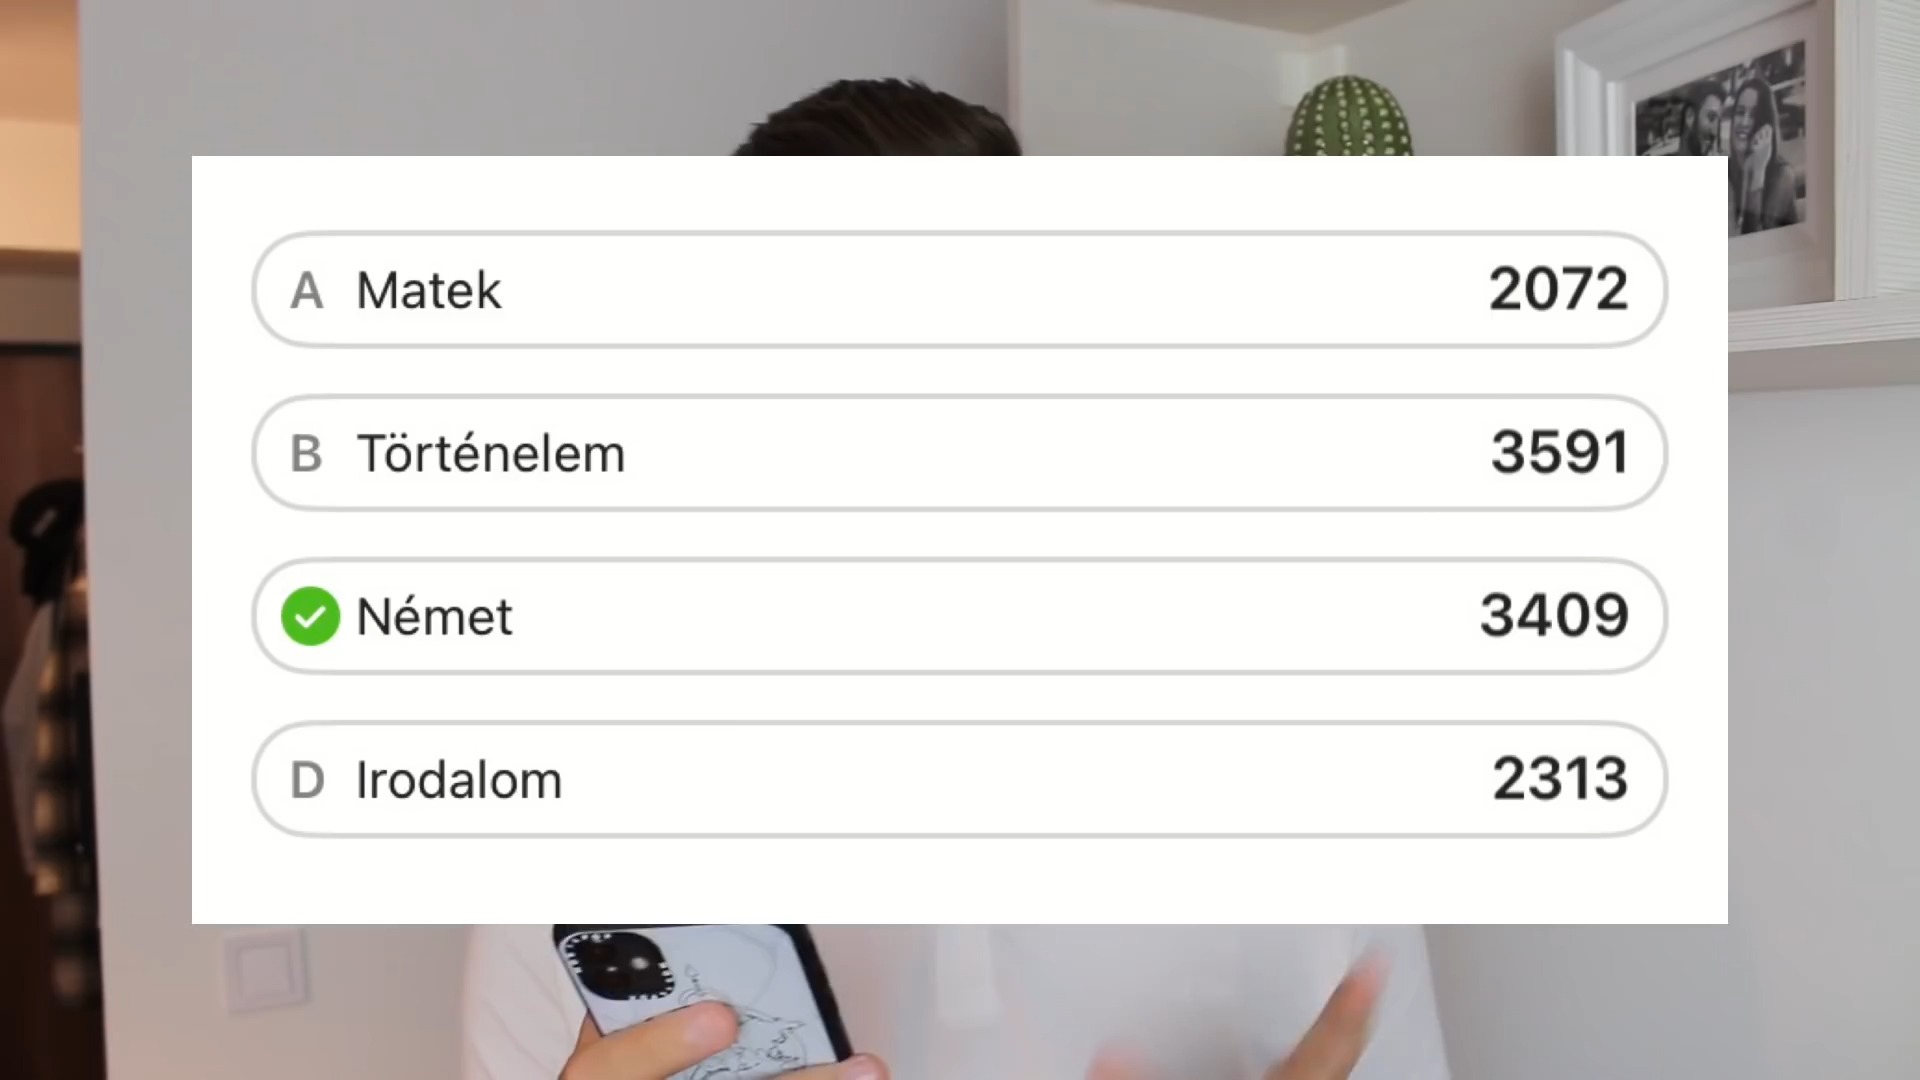 A Matek 2072
B Történelem 3591
Német 3409
D Irodalom 2313